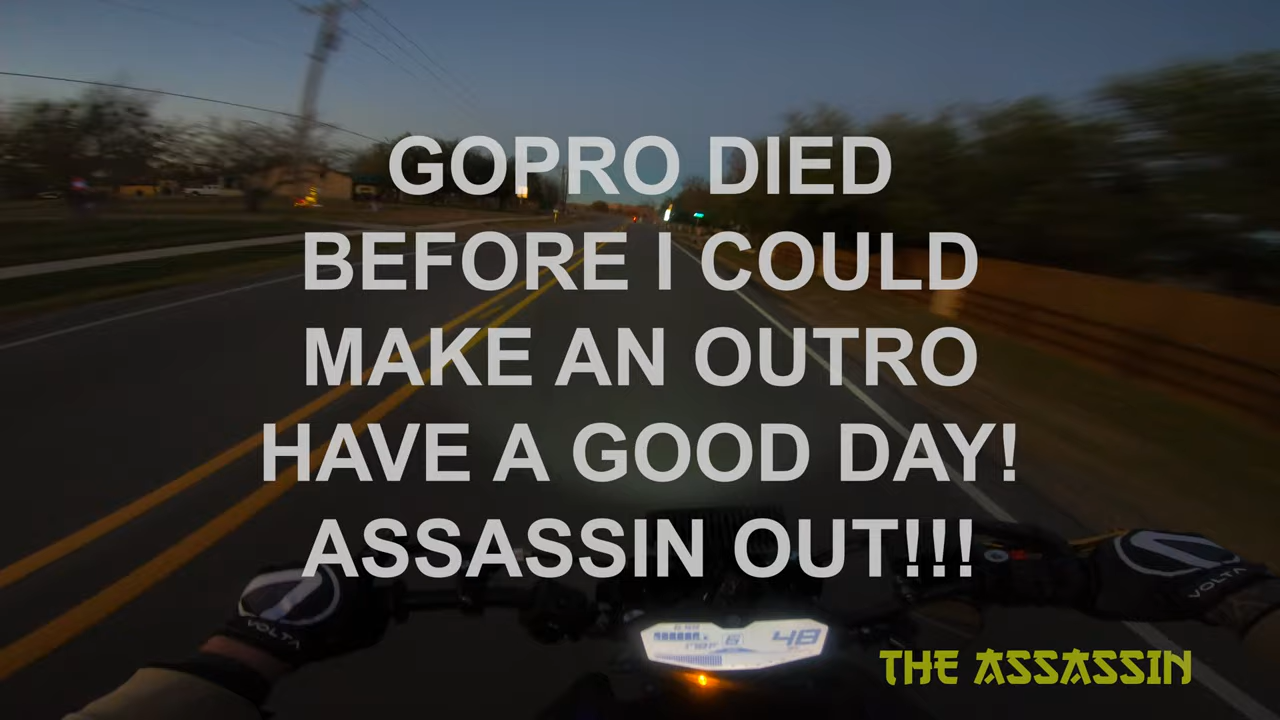 GOPRO DIED
BEFORE I COULD
MAKE AN OUTRO
HAVE A GOOD DAY!
ASSASSIN OUT!!!
VOLTA
VOLTA
6
48
THE ASSASSIN